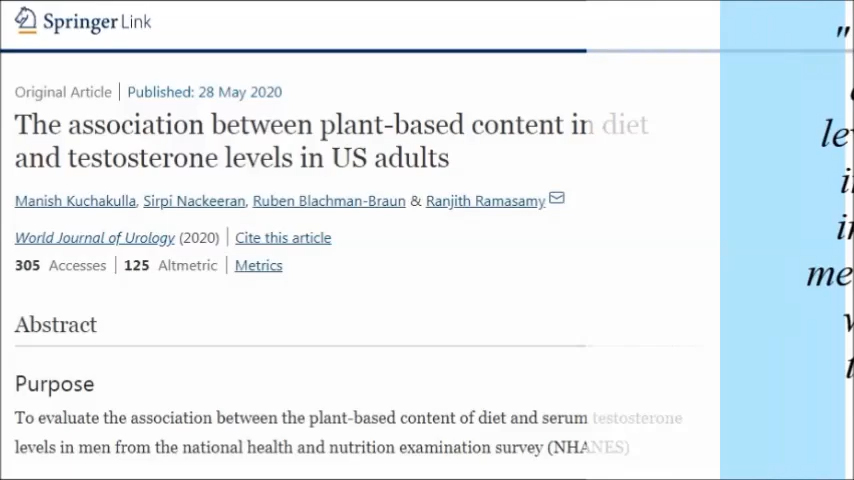 Springer Link
Original Article | Published: 28 May 2020
The association between plant-based content in diet
and testosterone levels in US adults
Manish Kuchakulla, Sirpi Nackeeran, Ruben Blachman-Braun & Ranjith Ramasamy
World Journal of Urology (2020) | Cite this article
305 Accesses | 125 Altmetric | Metrics
Abstract
Purpose
To evaluate the association between the plant-based content of diet and serum testosterone
levels in men from the national health and nutrition examination survey (NHANES)